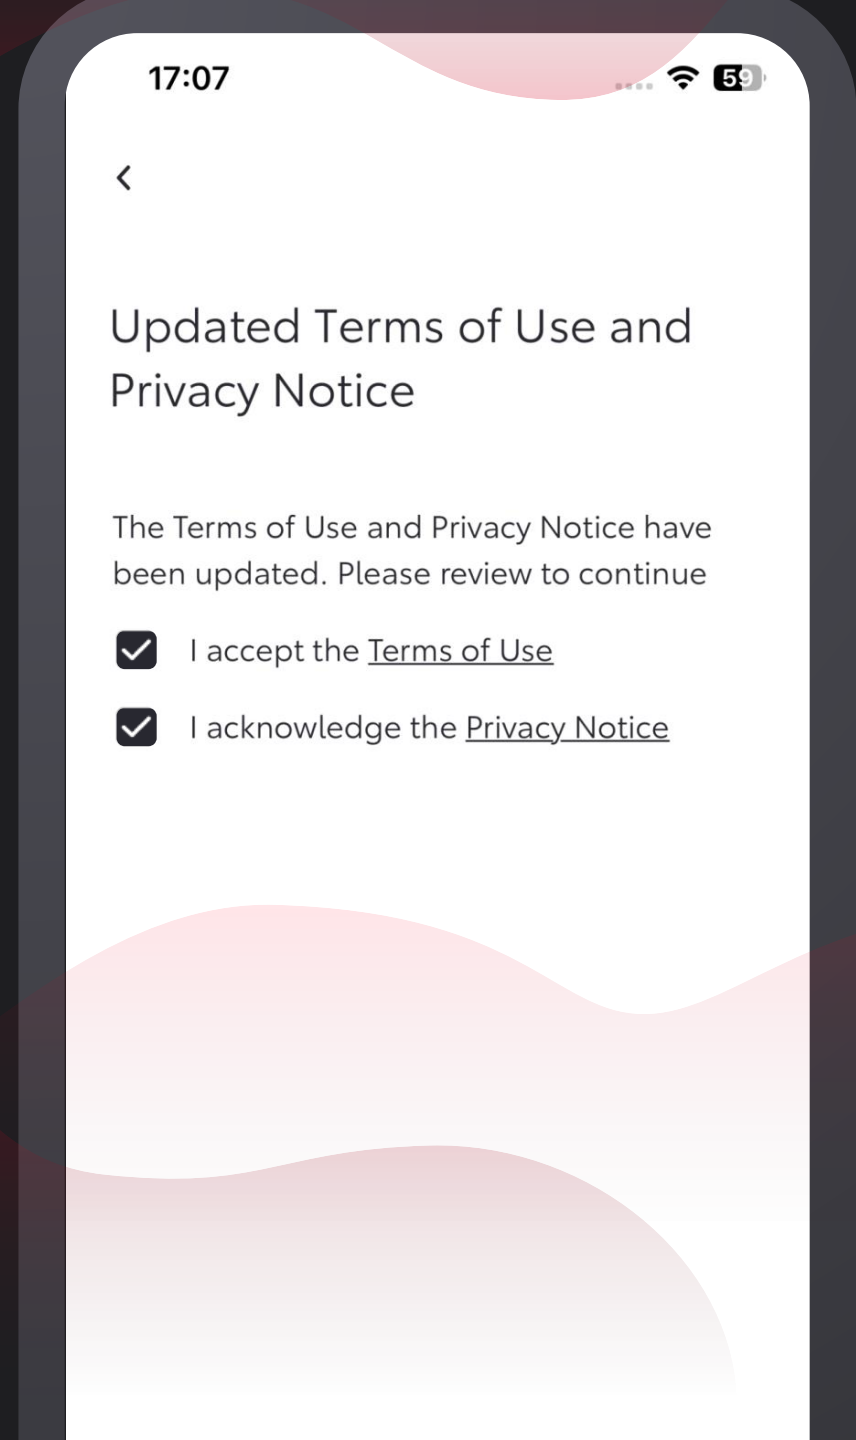 17:07
59
Updated Terms of Use and
Privacy Notice
The Terms of Use and Privacy Notice have
been updated. Please review to continue
I accept the Terms of Use
I acknowledge the Privacy Notice